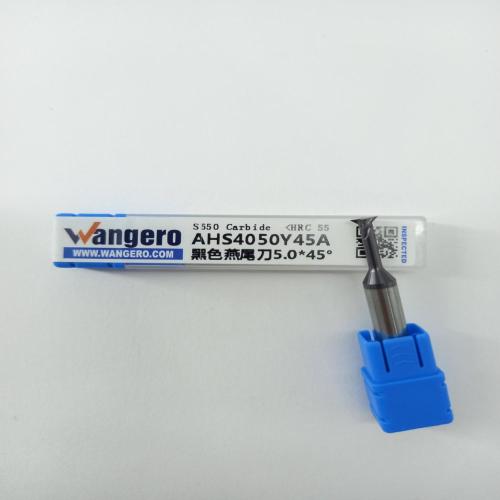 Wangero
WWW.WANGERO.COM
S550 Carbide <HRC 55
AHS4050Y45A
黑色燕尾刀5.0*45°
INSPECTED